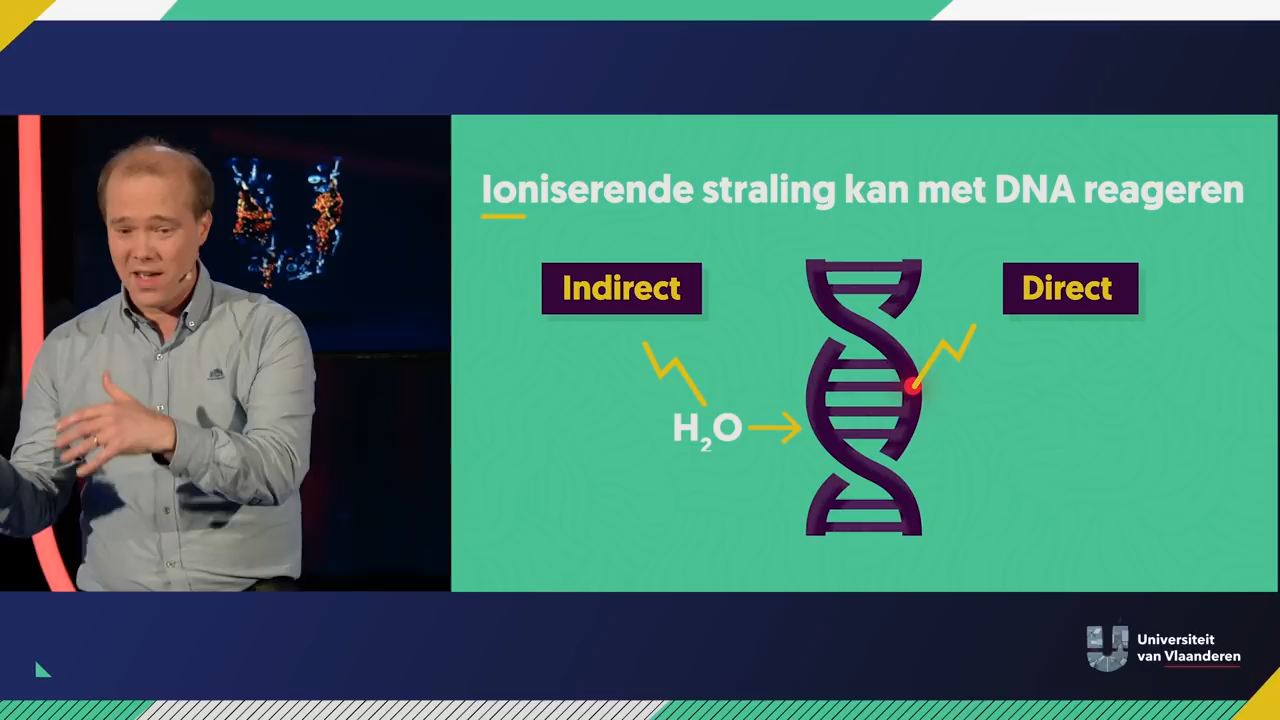 Ioniserende straling kan met DNA reageren
Indirect
Direct
H₂O
Universiteit
van Vlaanderen